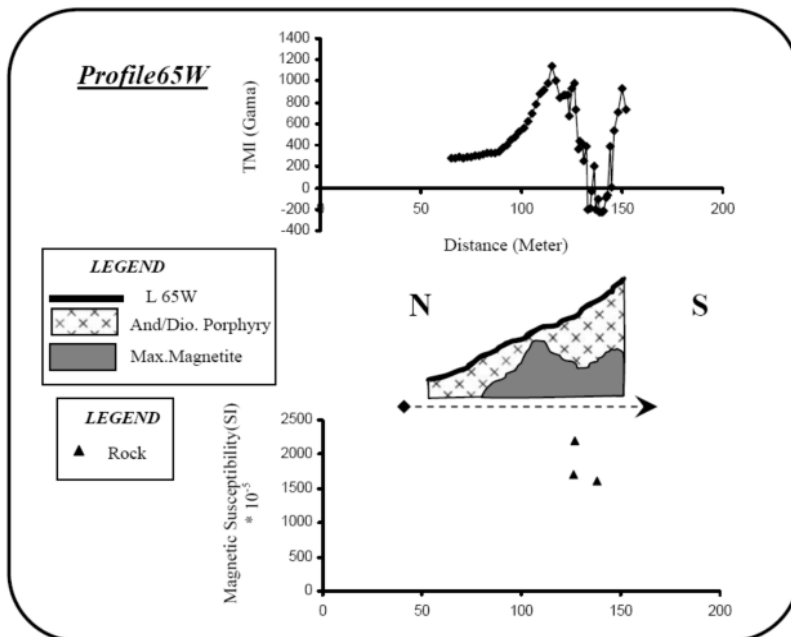 Profile65W
1400
1200
1000
800
600
400
200
0
-200
-400
TMI (Gama)
0
50
100
150
200
Distance (Meter)
LEGEND
L 65W
And/Dio. Porphyry
Max.Magnetite
N
S
LEGEND
Rock
Magnetic Susceptibility(SI)
* 10⁻⁵
2500
2000
1500
1000
500
0
0
50
100
150
200